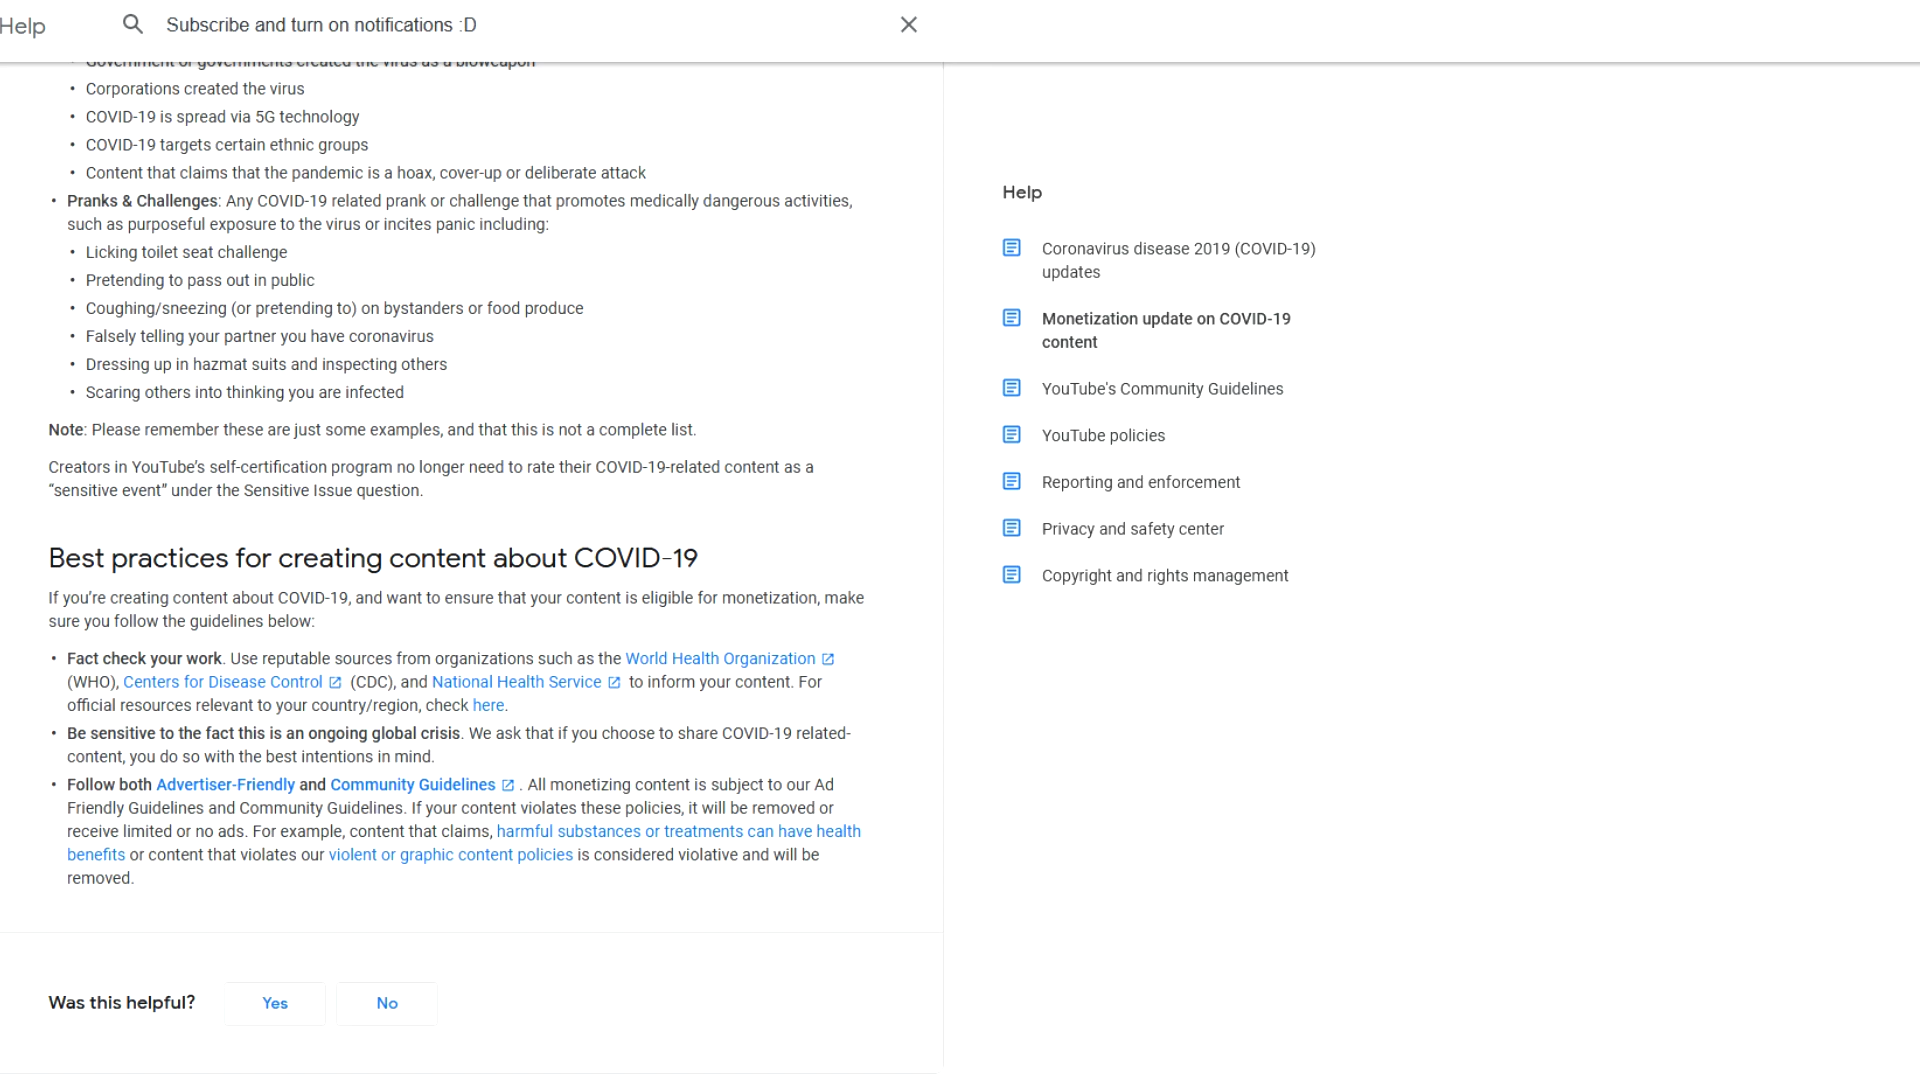 Help
Subscribe and turn on notifications :D
Government or governments created the virus as a bioweapon
• Corporations created the virus
• COVID-19 is spread via 5G technology
• COVID-19 targets certain ethnic groups
• Content that claims that the pandemic is a hoax, cover-up or deliberate attack
• Pranks & Challenges: Any COVID-19 related prank or challenge that promotes medically dangerous activities,
such as purposeful exposure to the virus or incites panic including:
• Licking toilet seat challenge
• Pretending to pass out in public
• Coughing/sneezing (or pretending to) on bystanders or food produce
• Falsely telling your partner you have coronavirus
• Dressing up in hazmat suits and inspecting others
• Scaring others into thinking you are infected
Note: Please remember these are just some examples, and that this is not a complete list.
Creators in YouTube’s self-certification program no longer need to rate their COVID-19-related content as a
“sensitive event” under the Sensitive Issue question.
Best practices for creating content about COVID-19
If you’re creating content about COVID-19, and want to ensure that your content is eligible for monetization, make
sure you follow the guidelines below:
• Fact check your work. Use reputable sources from organizations such as the World Health Organization
(WHO), Centers for Disease Control (CDC), and National Health Service to inform your content. For
official resources relevant to your country/region, check here.
• Be sensitive to the fact this is an ongoing global crisis. We ask that if you choose to share COVID-19 related-
content, you do so with the best intentions in mind.
• Follow both Advertiser-Friendly and Community Guidelines . All monetizing content is subject to our Ad
Friendly Guidelines and Community Guidelines. If your content violates these policies, it will be removed or
receive limited or no ads. For example, content that claims, harmful substances or treatments can have health
benefits or content that violates our violent or graphic content policies is considered violative and will be
removed.
Was this helpful?
Yes
No
Help
Coronavirus disease 2019 (COVID-19)
updates
Monetization update on COVID-19
content
YouTube's Community Guidelines
YouTube policies
Reporting and enforcement
Privacy and safety center
Copyright and rights management